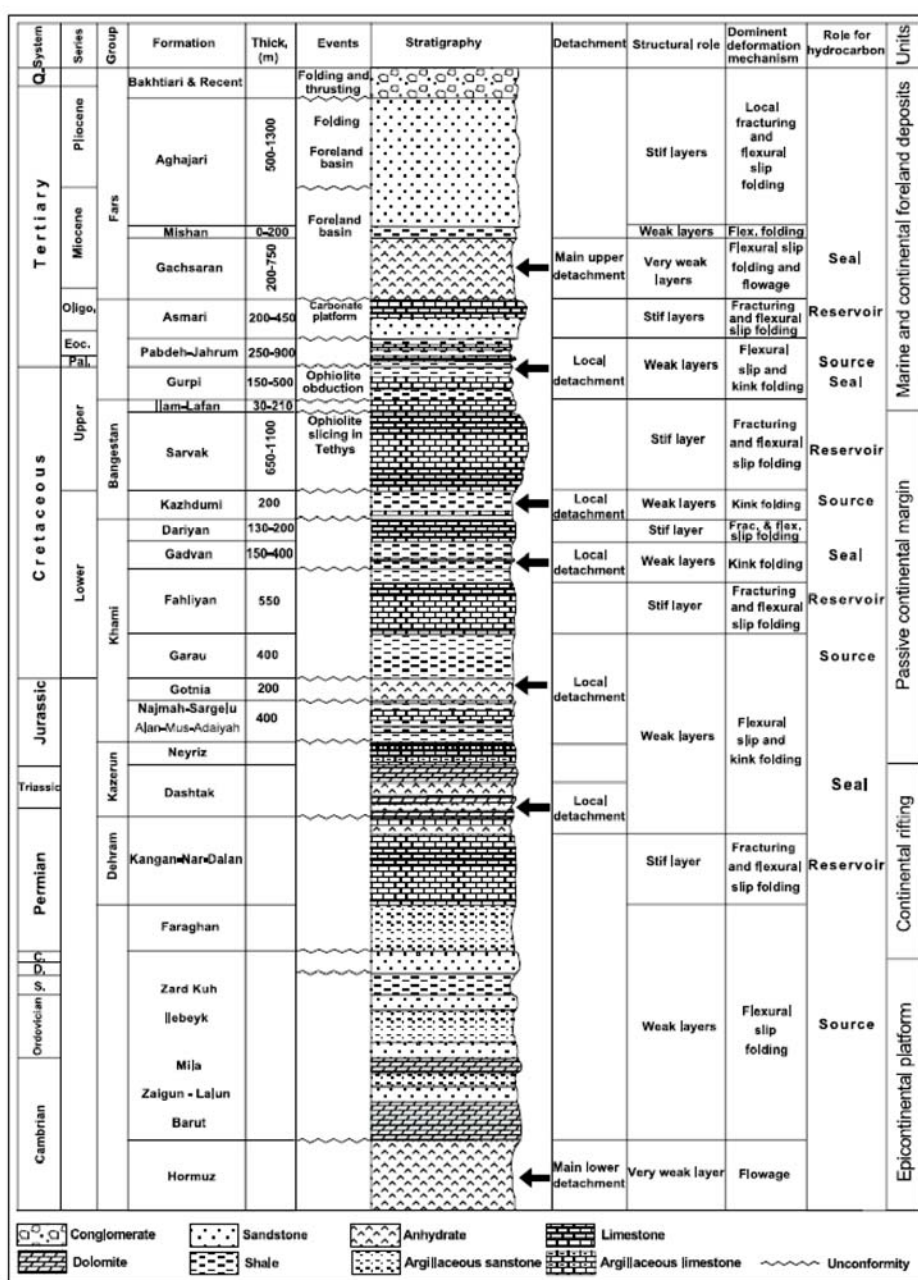 System
Series
Group
Formation
Thick,
(m)
Events
Stratigraphy
Detachment
Structural role
Dominent
deformation
mechanism
Role for
hydrocarbon
Units
Q.
Tertiary
Cretaceous
Jurassic
Triassic
Permian
C.
D.
S.
Ordovician
Cambrian
Pliocene
Miocene
Oligo,
Eoc.
Pal.
Upper
Lower
Fars
Bangestan
Khami
Kazerun
Dehram
Bakhtiari & Recent
Aghajari
Mishan
Gachsaran
Asmari
Pabdeh-Jahrum
Gurpi
Ilam-Lafan
Sarvak
Kazhdumi
Dariyan
Gadvan
Fahliyan
Garau
Gotnia
Najmah-Sargelu
Alan-Mus-Adaiyah
Neyriz
Dashtak
Kangan-Nar-Dalan
Faraghan
Zard Kuh
Ilebeyk
Mila
Zaigun - Lalun
Barut
Hormuz
500-1300
0-200
200-750
200-450
250-900
150-500
30-210
650-1100
200
130-200
150-400
550
400
200
400
Folding and
thrusting
Folding
Foreland
basin
Foreland
basin
Carbonate
platform
Ophiolite
obduction
Ophiolite
slicing in
Tethys
Main upper
detachment
Local
detachment
Local
detachment
Local
detachment
Local
detachment
Local
detachment
Main lower
detachment
Stif layers
Weak layers
Very weak
layers
Stif layers
Weak layers
Stif layer
Weak layers
Stif layer
Weak layers
Stif layer
Weak layers
Stif layer
Weak layers
Very weak layer
Local
fracturing
and
flexural
slip
folding
Flex. folding
Flexural slip
folding and
flowage
Fracturing
and flexural
slip folding
Flexural
slip and
kink folding
Fracturing
and flexural
slip folding
Kink folding
Frac. & flex.
slip folding
Kink folding
Fracturing
and flexural
slip folding
Flexural
slip and
kink folding
Fracturing
and flexural
slip folding
Flexural
slip
folding
Flowage
Seal
Reservoir
Source
Seal
Reservoir
Source
Seal
Reservoir
Source
Seal
Reservoir
Source
Marine and continental foreland deposits
Passive continental margin
Continental rifting
Epicontinental platform
Conglomerate
Sandstone
Anhydrate
Limestone
Dolomite
Shale
Argillaceous sanstone
Argillaceous limestone
Unconformity